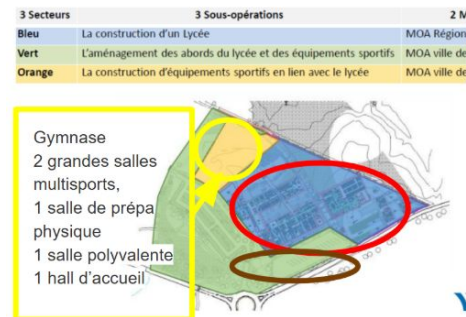 3 Secteurs 3 Sous-opérations 2
Bleu La construction d'un Lycée MOA Région
Vert L'aménagement des abords du lycée et des équipements sportifs MOA ville de
Orange La construction d'équipements sportifs en lien avec le lycée MOA ville de
Gymnase
2 grandes salles
multisports,
1 salle de prépa
physique
1 salle polyvalente
1 hall d'accueil